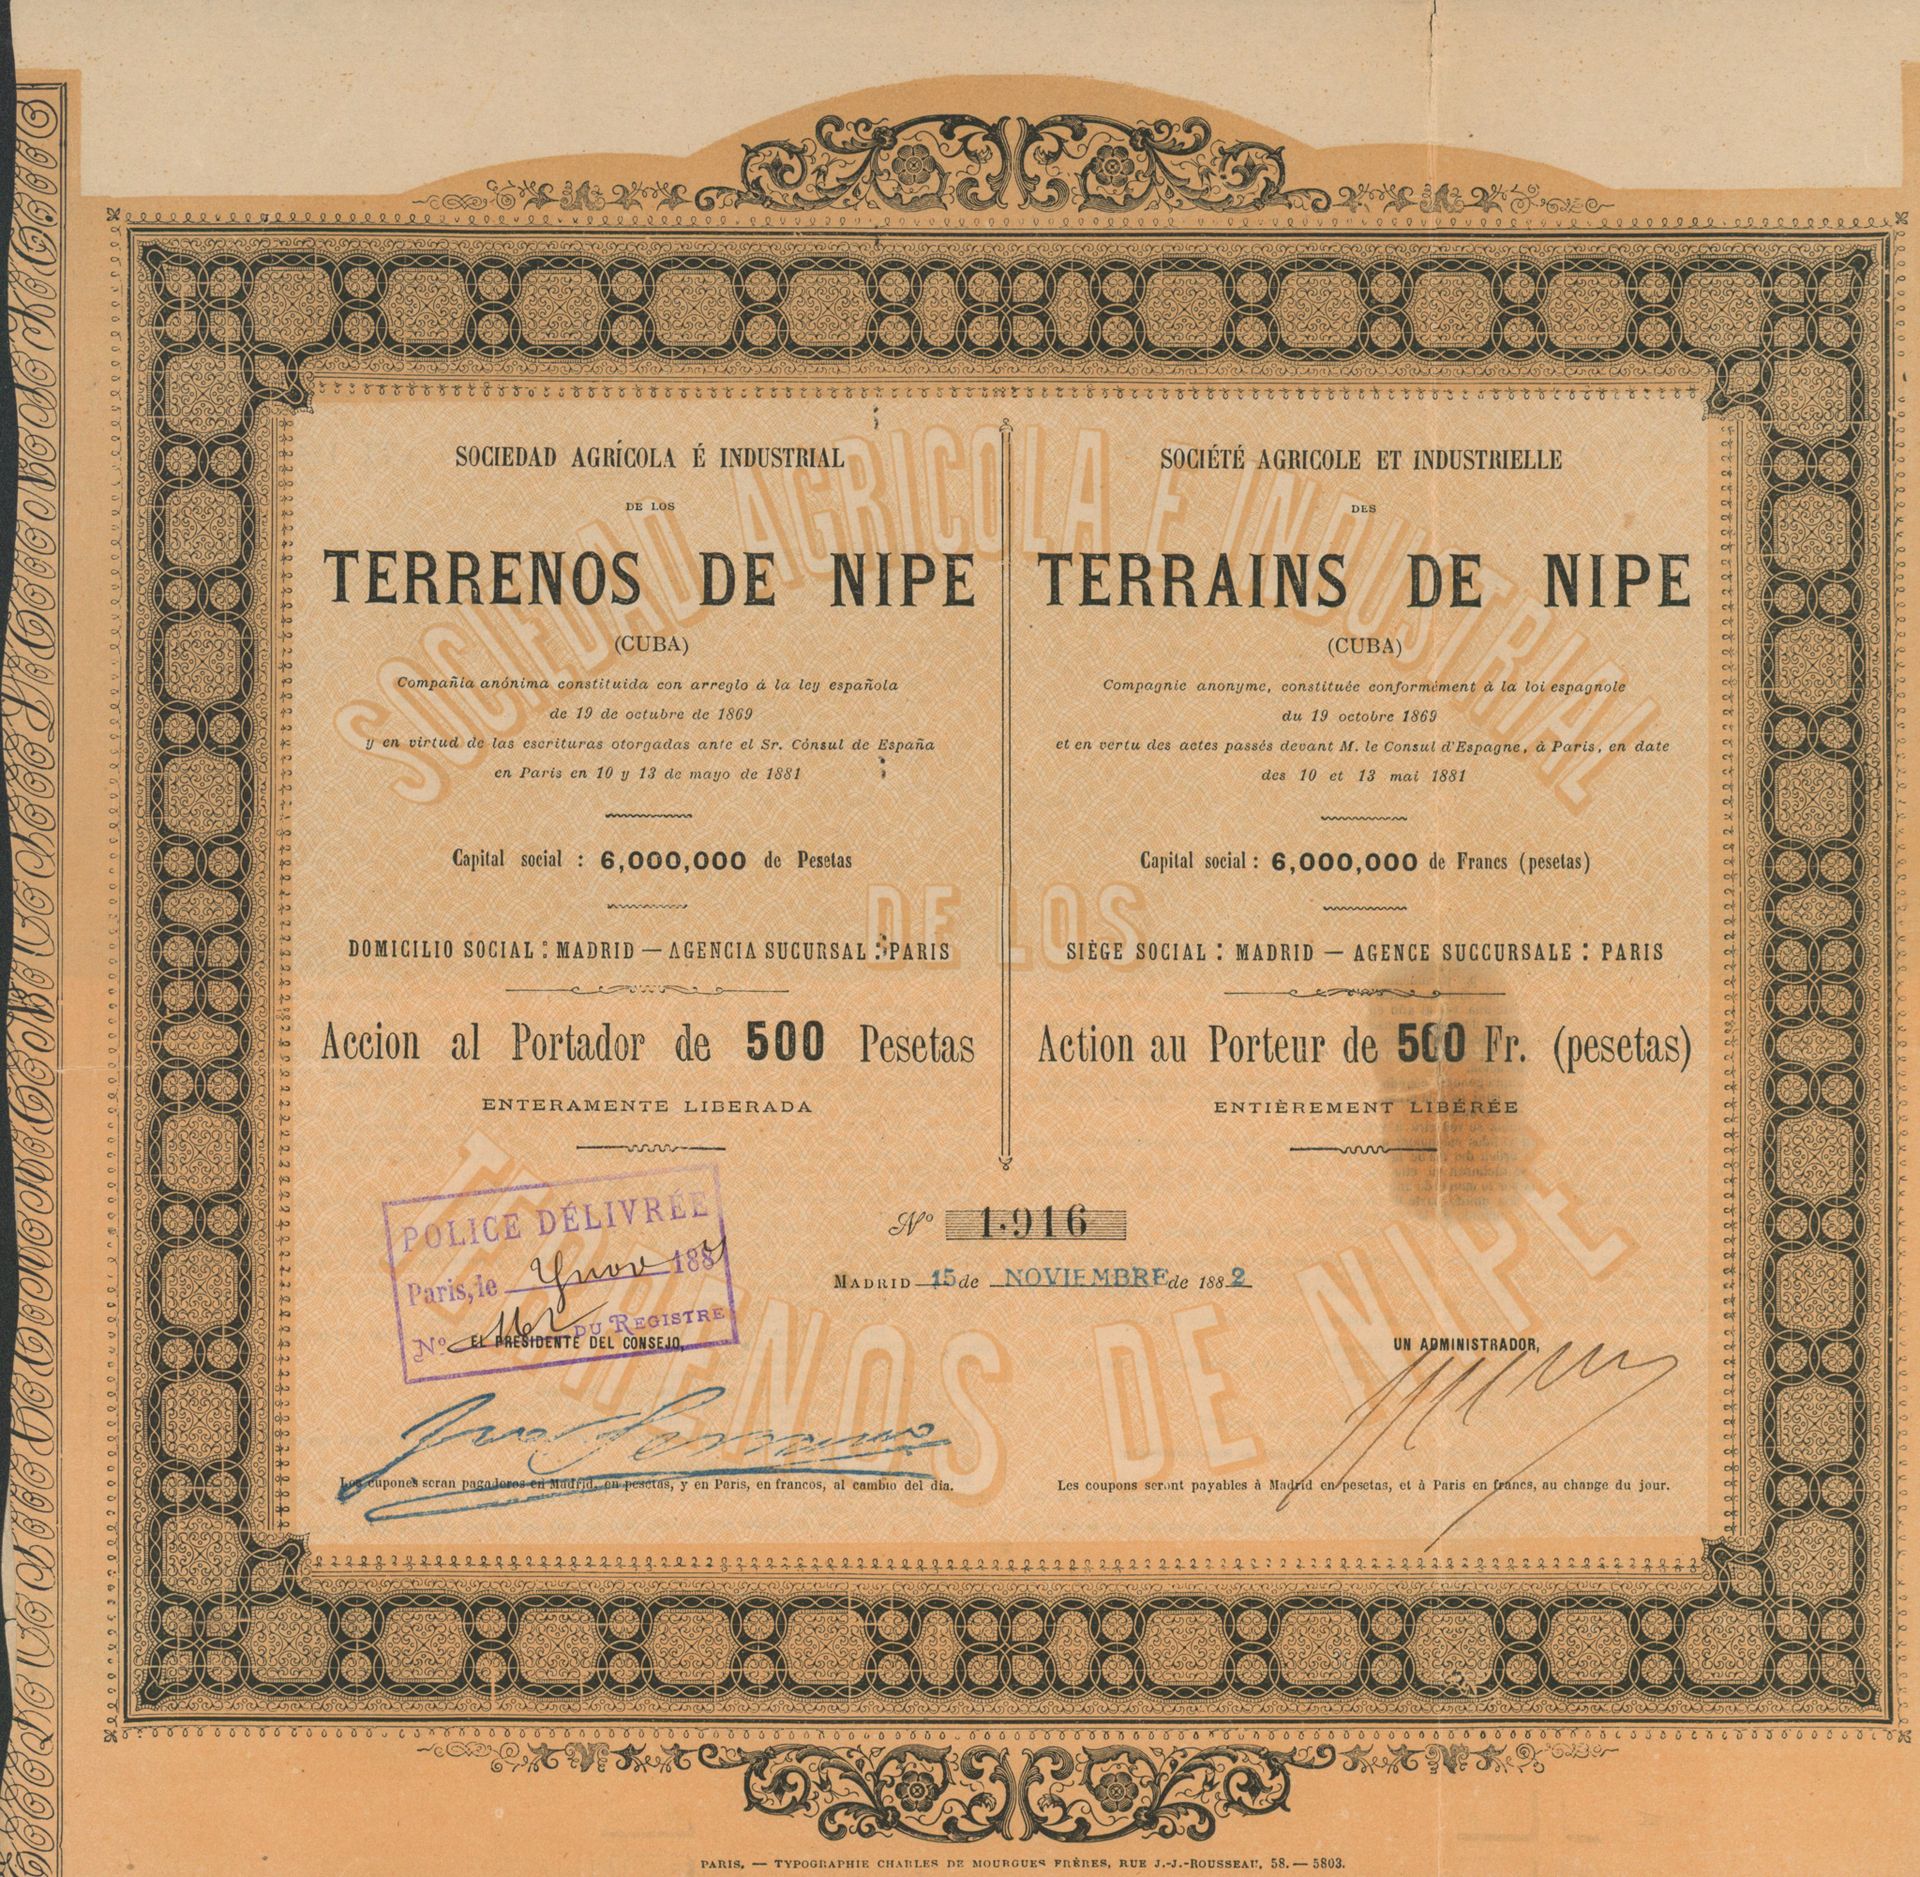 SOCIEDAD AGRÍCOLA É INDUSTRIAL
DE LOS
TERRENOS DE NIPE
(CUBA)
Compañia anónima constituida con arreglo á la ley española
de 19 de octubre de 1869
y en virtud de las escrituras otorgadas ante el Sr. Cónsul de España
en Paris en 10 y 13 de mayo de 1881
Capital social : 6,000,000 de Pesetas
DOMICILIO SOCIAL : MADRID — AGENCIA SUCURSAL : PARIS
Accion al Portador de 500 Pesetas
ENTERAMENTE LIBERADA
SOCIÉTÉ AGRICOLE ET INDUSTRIELLE
DES
TERRAINS DE NIPE
(CUBA)
Compagnie anonyme, constituée conformément à la loi espagnole
du 19 octobre 1869
et en vertu des actes passés devant M. le Consul d'Espagne, à Paris, en date
des 10 et 13 mai 1881
Capital social : 6,000,000 de Francs (pesetas)
SIÈGE SOCIAL : MADRID — AGENCE SUCCURSALE : PARIS
Action au Porteur de 500 Fr. (pesetas)
ENTIÈREMENT LIBÉRÉE
SOCIEDAD AGRICOLA E INDUSTRIAL
DE LOS
TERRENOS DE NIPE
POLICE DÉLIVRÉE
Paris, le 188
No DU REGISTRE
No 1.916
MADRID 15 de NOVIEMBRE de 1882
EL PRESIDENTE DEL CONSEJO,
UN ADMINISTRADOR,
Serrano
Los cupones seran pagaderos en Madrid, en pesetas, y en Paris, en francos, al cambio del dia.
Les coupons seront payables à Madrid en pesetas, et à Paris en francs, au change du jour.
PARIS. — TYPOGRAPHIE CHARLES DE MOURGUES FRÈRES, RUE J.-J.-ROUSSEAU, 58. — 5803.